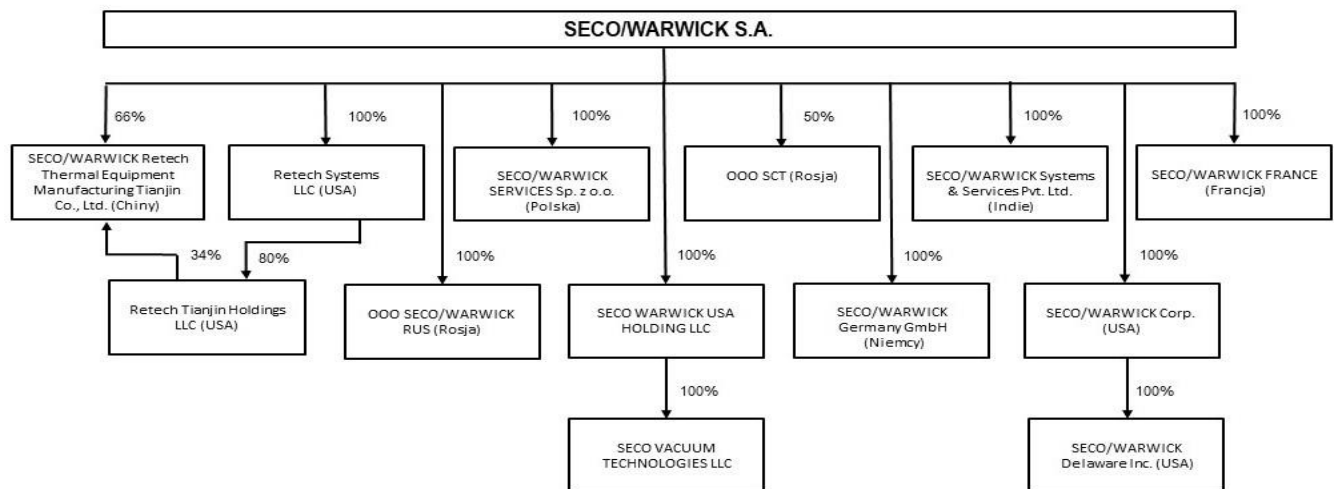 SECO/WARWICK S.A.
66%
100%
100%
50%
100%
100%
SECO/WARWICK Retech
Thermal Equipment
Manufacturing Tianjin
Co., Ltd. (Chiny)
Retech Systems
LLC (USA)
SECO/WARWICK
SERVICES Sp. z o.o.
(Polska)
OOO SCT (Rosja)
SECO/WARWICK Systems
& Services Pvt. Ltd.
(Indie)
SECO/WARWICK FRANCE
(Francja)
34%
80%
100%
100%
100%
100%
Retech Tianjin Holdings
LLC (USA)
OOO SECO/WARWICK
RUS (Rosja)
SECO WARWICK USA
HOLDING LLC
SECO/WARWICK
Germany GmbH
(Niemcy)
SECO/WARWICK Corp.
(USA)
100%
100%
SECO VACUUM
TECHNOLOGIES LLC
SECO/WARWICK
Delaware Inc. (USA)